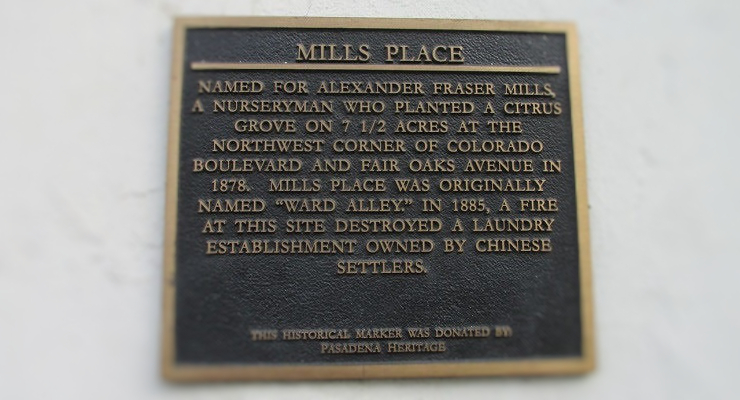 MILLS PLACE
NAMED FOR ALEXANDER FRASER MILLS,
A NURSERYMAN WHO PLANTED A CITRUS
GROVE ON 7 1/2 ACRES AT THE
NORTHWEST CORNER OF COLORADO
BOULEVARD AND FAIR OAKS AVENUE IN
1878. MILLS PLACE WAS ORIGINALLY
NAMED "WARD ALLEY." IN 1885, A FIRE
AT THIS SITE DESTROYED A LAUNDRY
ESTABLISHMENT OWNED BY CHINESE
SETTLERS.
THIS HISTORICAL MARKER WAS DONATED BY:
PASADENA HERITAGE